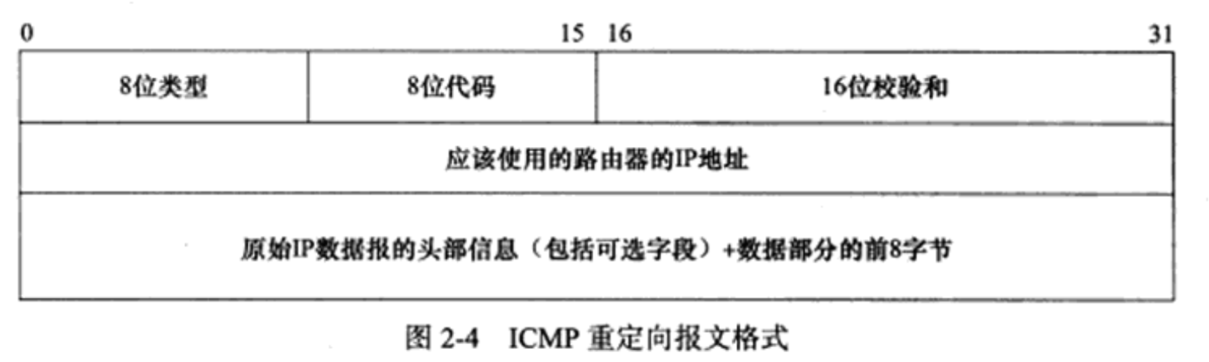 0 15 16 31
8位类型 8位代码 16位校验和
应该使用的路由器的IP地址
原始IP数据报的头部信息（包括可选字段）+数据部分的前8字节
图 2-4 ICMP 重定向报文格式